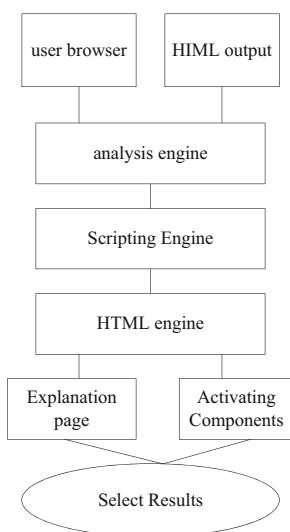 user browser
HIML output
analysis engine
Scripting Engine
HTML engine
Explanation
page
Activating
Components
Select Results